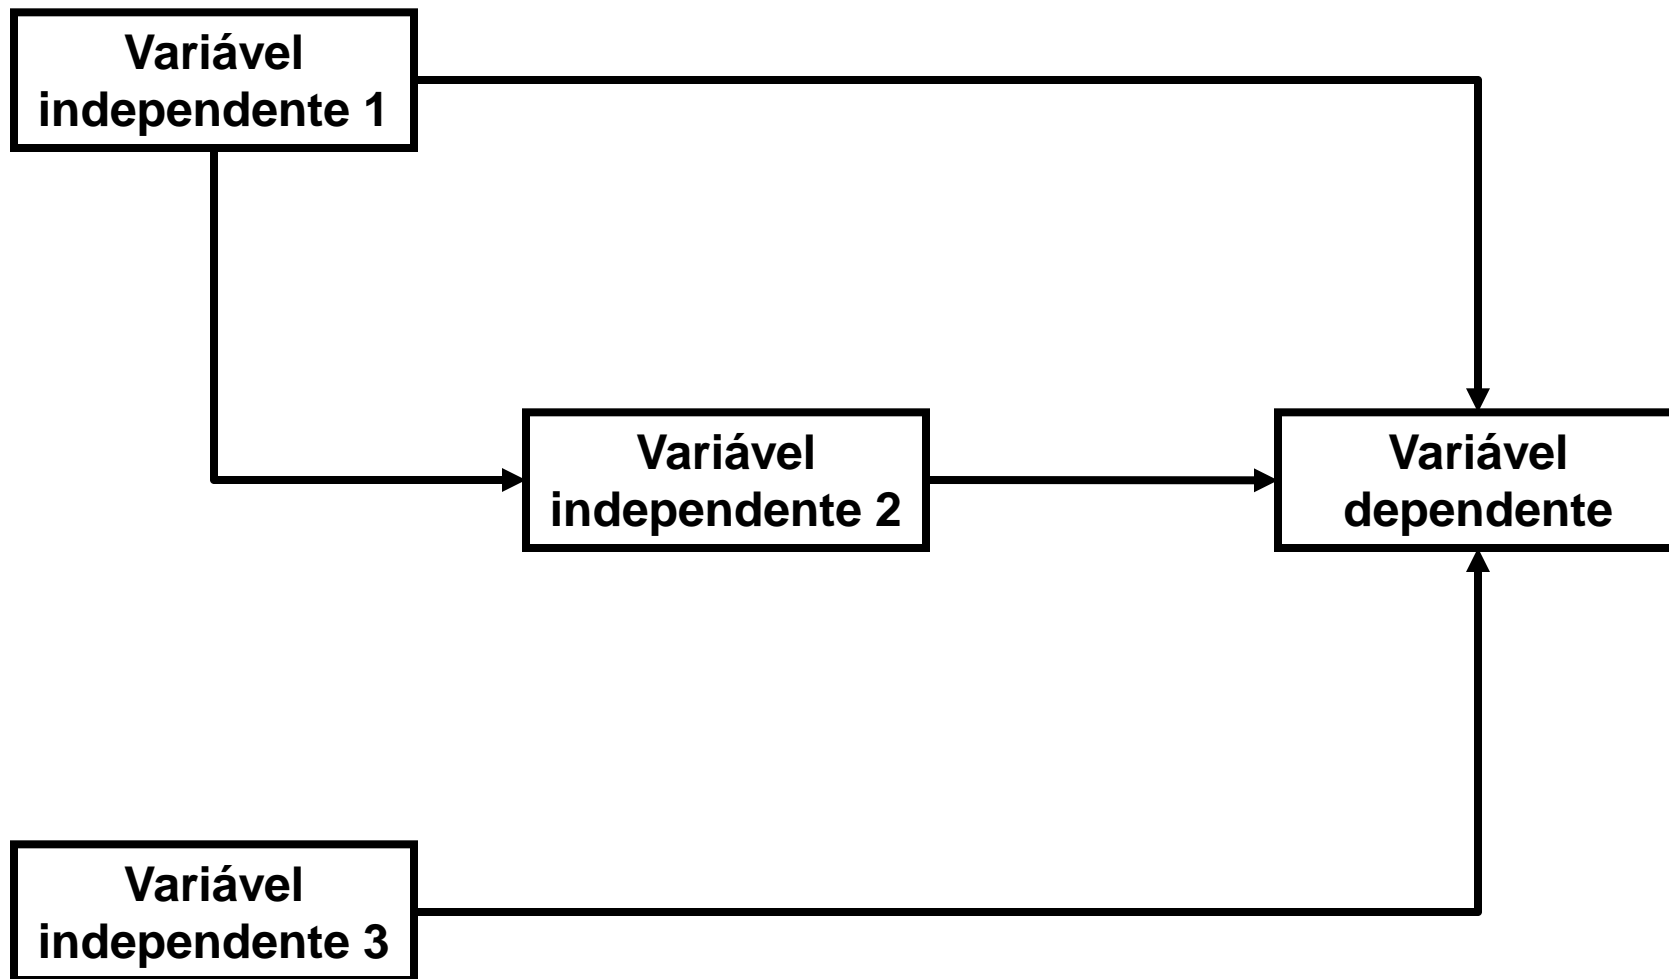 Variável
independente 1
Variável
independente 2
Variável
dependente
Variável
independente 3